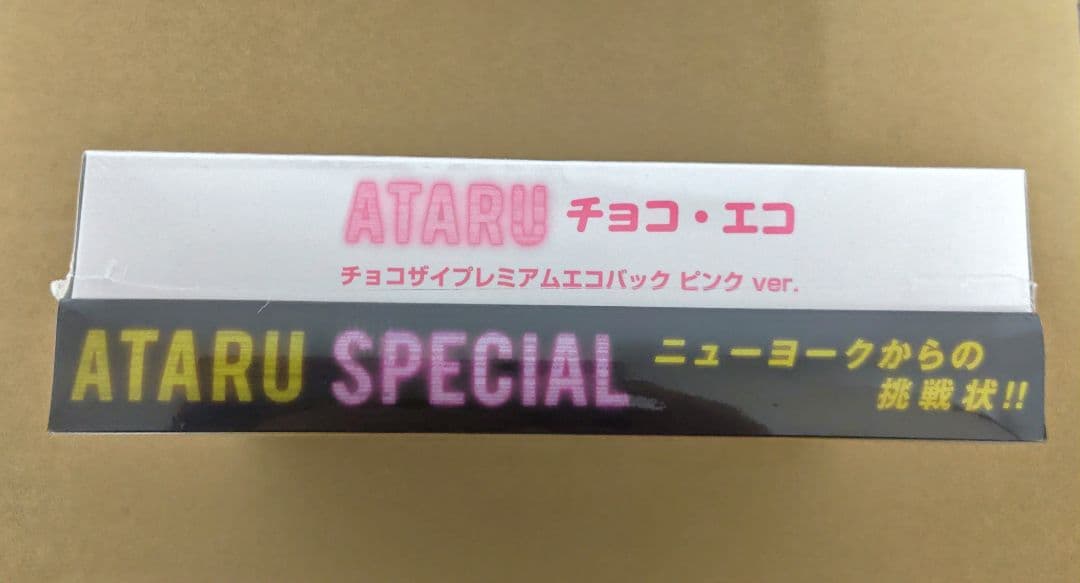 ATARU チョコ・エコ
チョコザイプレミアムエコバック ピンク ver.
ATARU SPECIAL ニューヨークからの
挑戦状!!